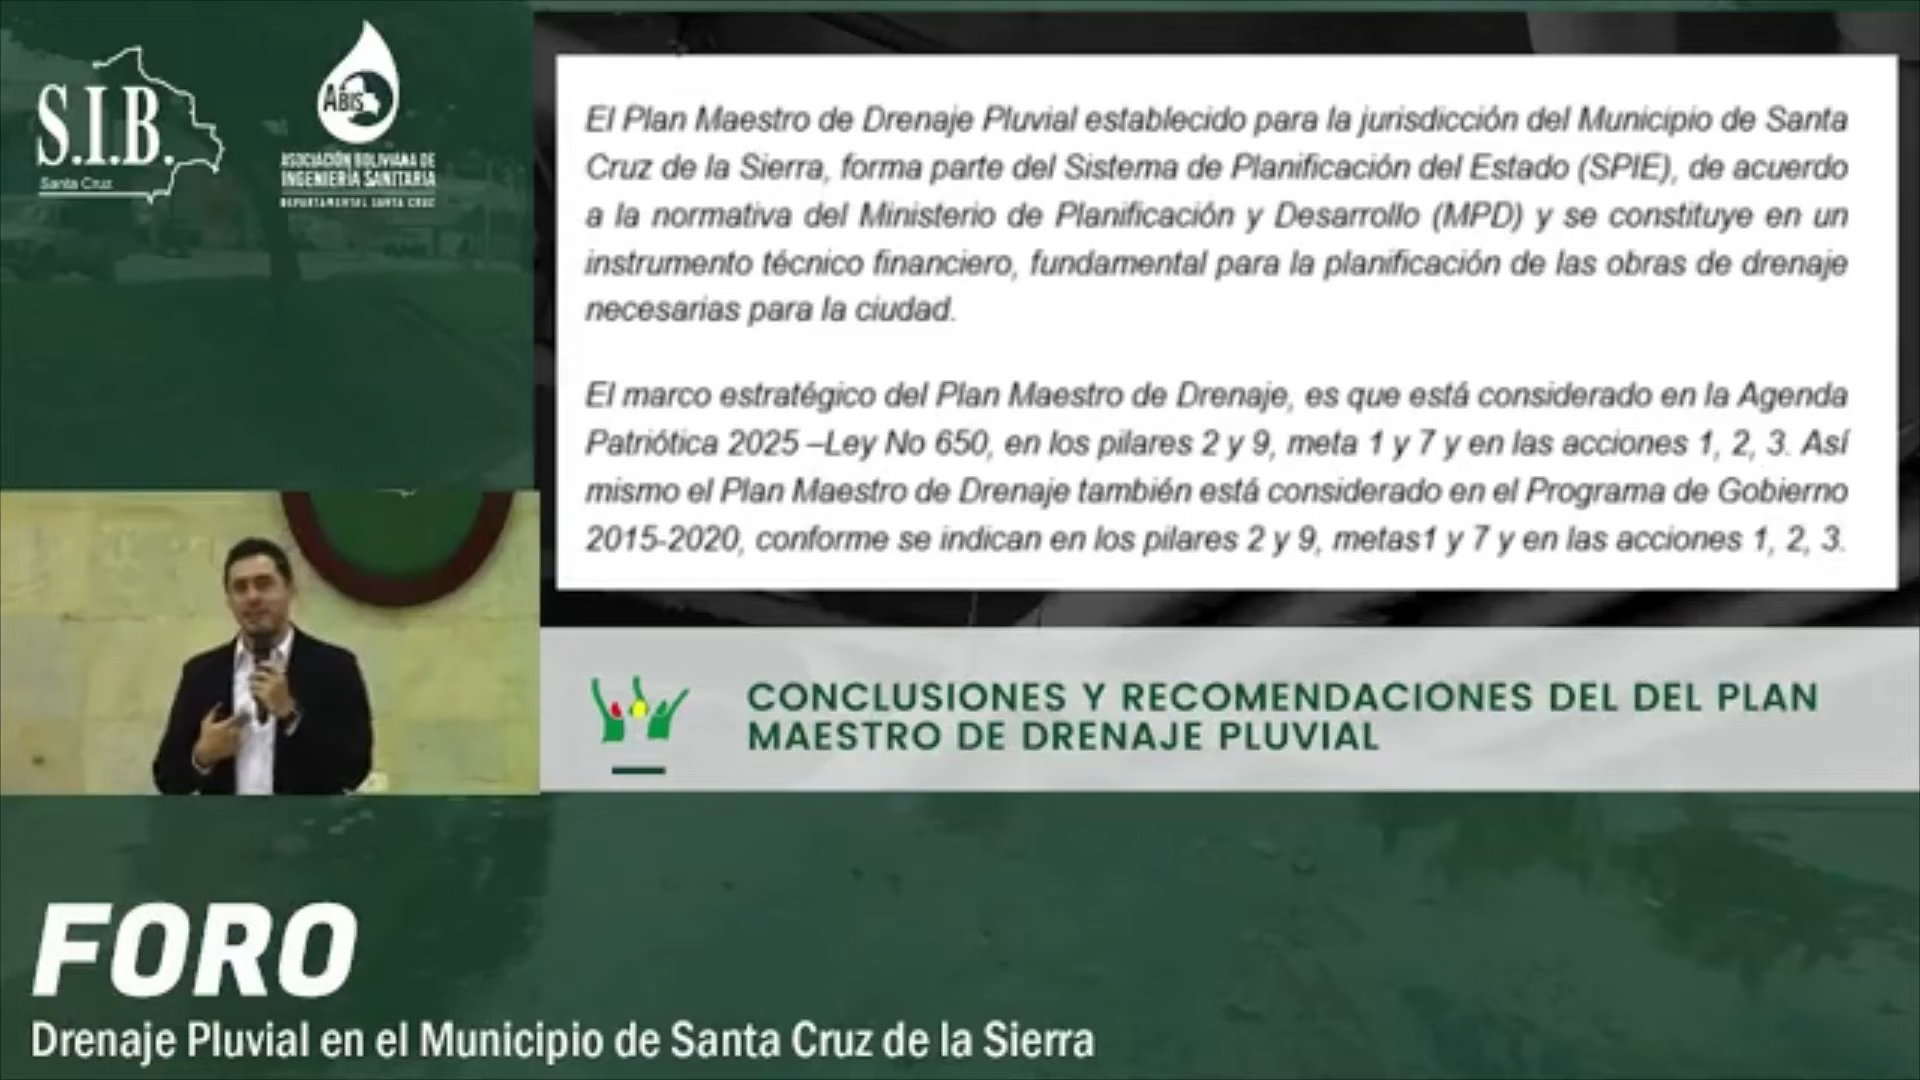 S.I.B.
Santa Cruz
ABIS
ASOCIACIÓN BOLIVIANA DE
INGENIERÍA SANITARIA
DEPARTAMENTAL SANTA CRUZ
El Plan Maestro de Drenaje Pluvial establecido para la jurisdicción del Municipio de Santa
Cruz de la Sierra, forma parte del Sistema de Planificación del Estado (SPIE), de acuerdo
a la normativa del Ministerio de Planificación y Desarrollo (MPD) y se constituye en un
instrumento técnico financiero, fundamental para la planificación de las obras de drenaje
necesarias para la ciudad.
El marco estratégico del Plan Maestro de Drenaje, es que está considerado en la Agenda
Patriótica 2025 –Ley No 650, en los pilares 2 y 9, meta 1 y 7 y en las acciones 1, 2, 3. Así
mismo el Plan Maestro de Drenaje también está considerado en el Programa de Gobierno
2015-2020, conforme se indican en los pilares 2 y 9, metas1 y 7 y en las acciones 1, 2, 3.
CONCLUSIONES Y RECOMENDACIONES DEL DEL PLAN
MAESTRO DE DRENAJE PLUVIAL
FORO
Drenaje Pluvial en el Municipio de Santa Cruz de la Sierra